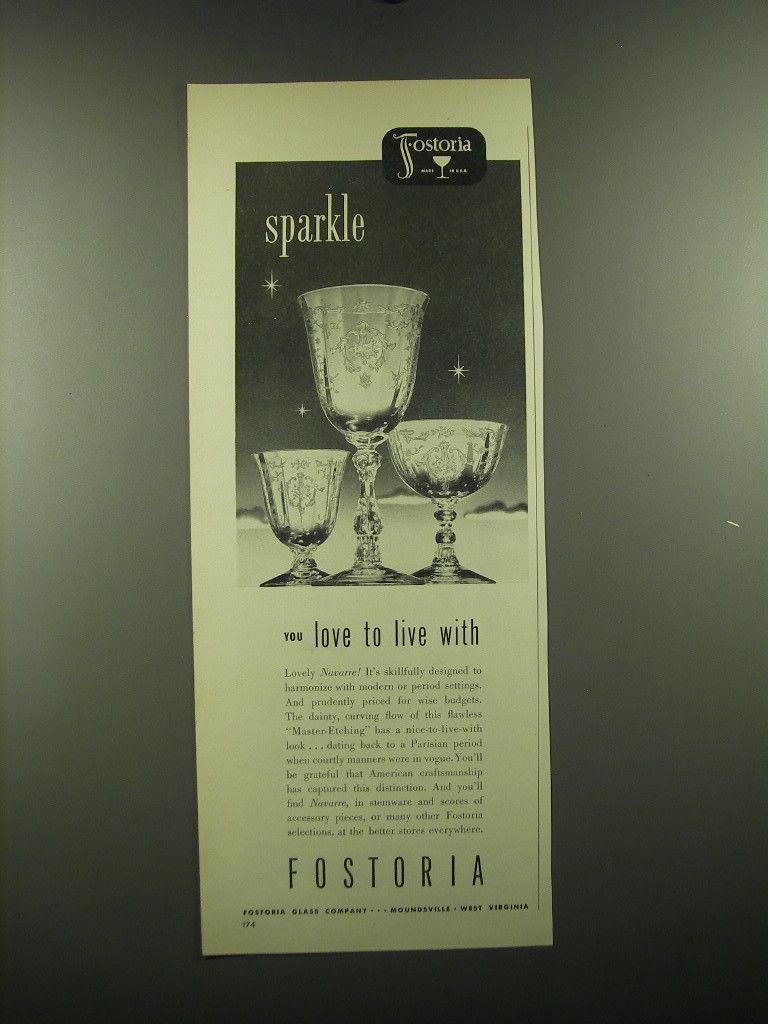 Fostoria
MADE IN U.S.A.
sparkle
YOU love to live with
Lovely Navarre! It's skillfully designed to
harmonize with modern or period settings.
And prudently priced for wise budgets.
The dainty, curving flow of this flawless
"Master-Etching" has a nice-to-live-with
look . . . dating back to a Parisian period
when courtly manners were in vogue. You'll
be grateful that American craftsmanship
has captured this distinction. And you'll
find Navarre, in stemware and scores of
accessory pieces, or many other Fostoria
selections, at the better stores everywhere.
FOSTORIA
FOSTORIA GLASS COMPANY · · · MOUNDSVILLE · WEST VIRGINIA
174